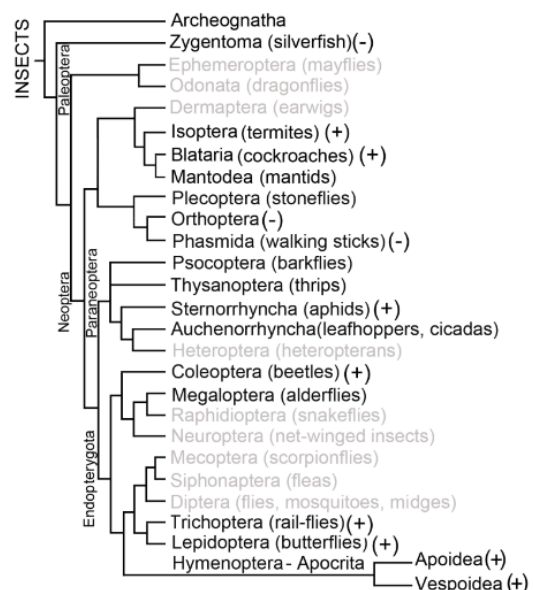 INSECTS
Archeognatha
Zygentoma (silverfish)(-)
Paleoptera
Ephemeroptera (mayflies)
Odonata (dragonflies)
Dermaptera (earwigs)
Isoptera (termites) (+)
Blataria (cockroaches) (+)
Mantodea (mantids)
Plecoptera (stoneflies)
Orthoptera(-)
Phasmida (walking sticks)(-)
Neoptera
Paraneoptera
Psocoptera (barkflies)
Thysanoptera (thrips)
Sternorrhyncha (aphids)(+)
Auchenorrhyncha(leafhoppers, cicadas)
Heteroptera (heteropterans)
Coleoptera (beetles)(+)
Megaloptera (alderflies)
Raphidioptera (snakeflies)
Neuroptera (net-winged insects)
Endopterygota
Mecoptera (scorpionflies)
Siphonaptera (fleas)
Diptera (flies, mosquitoes, midges)
Trichoptera (rail-flies)(+)
Lepidoptera (butterflies)(+)
Hymenoptera - Apocrita
Apoidea(+)
Vespoidea(+)